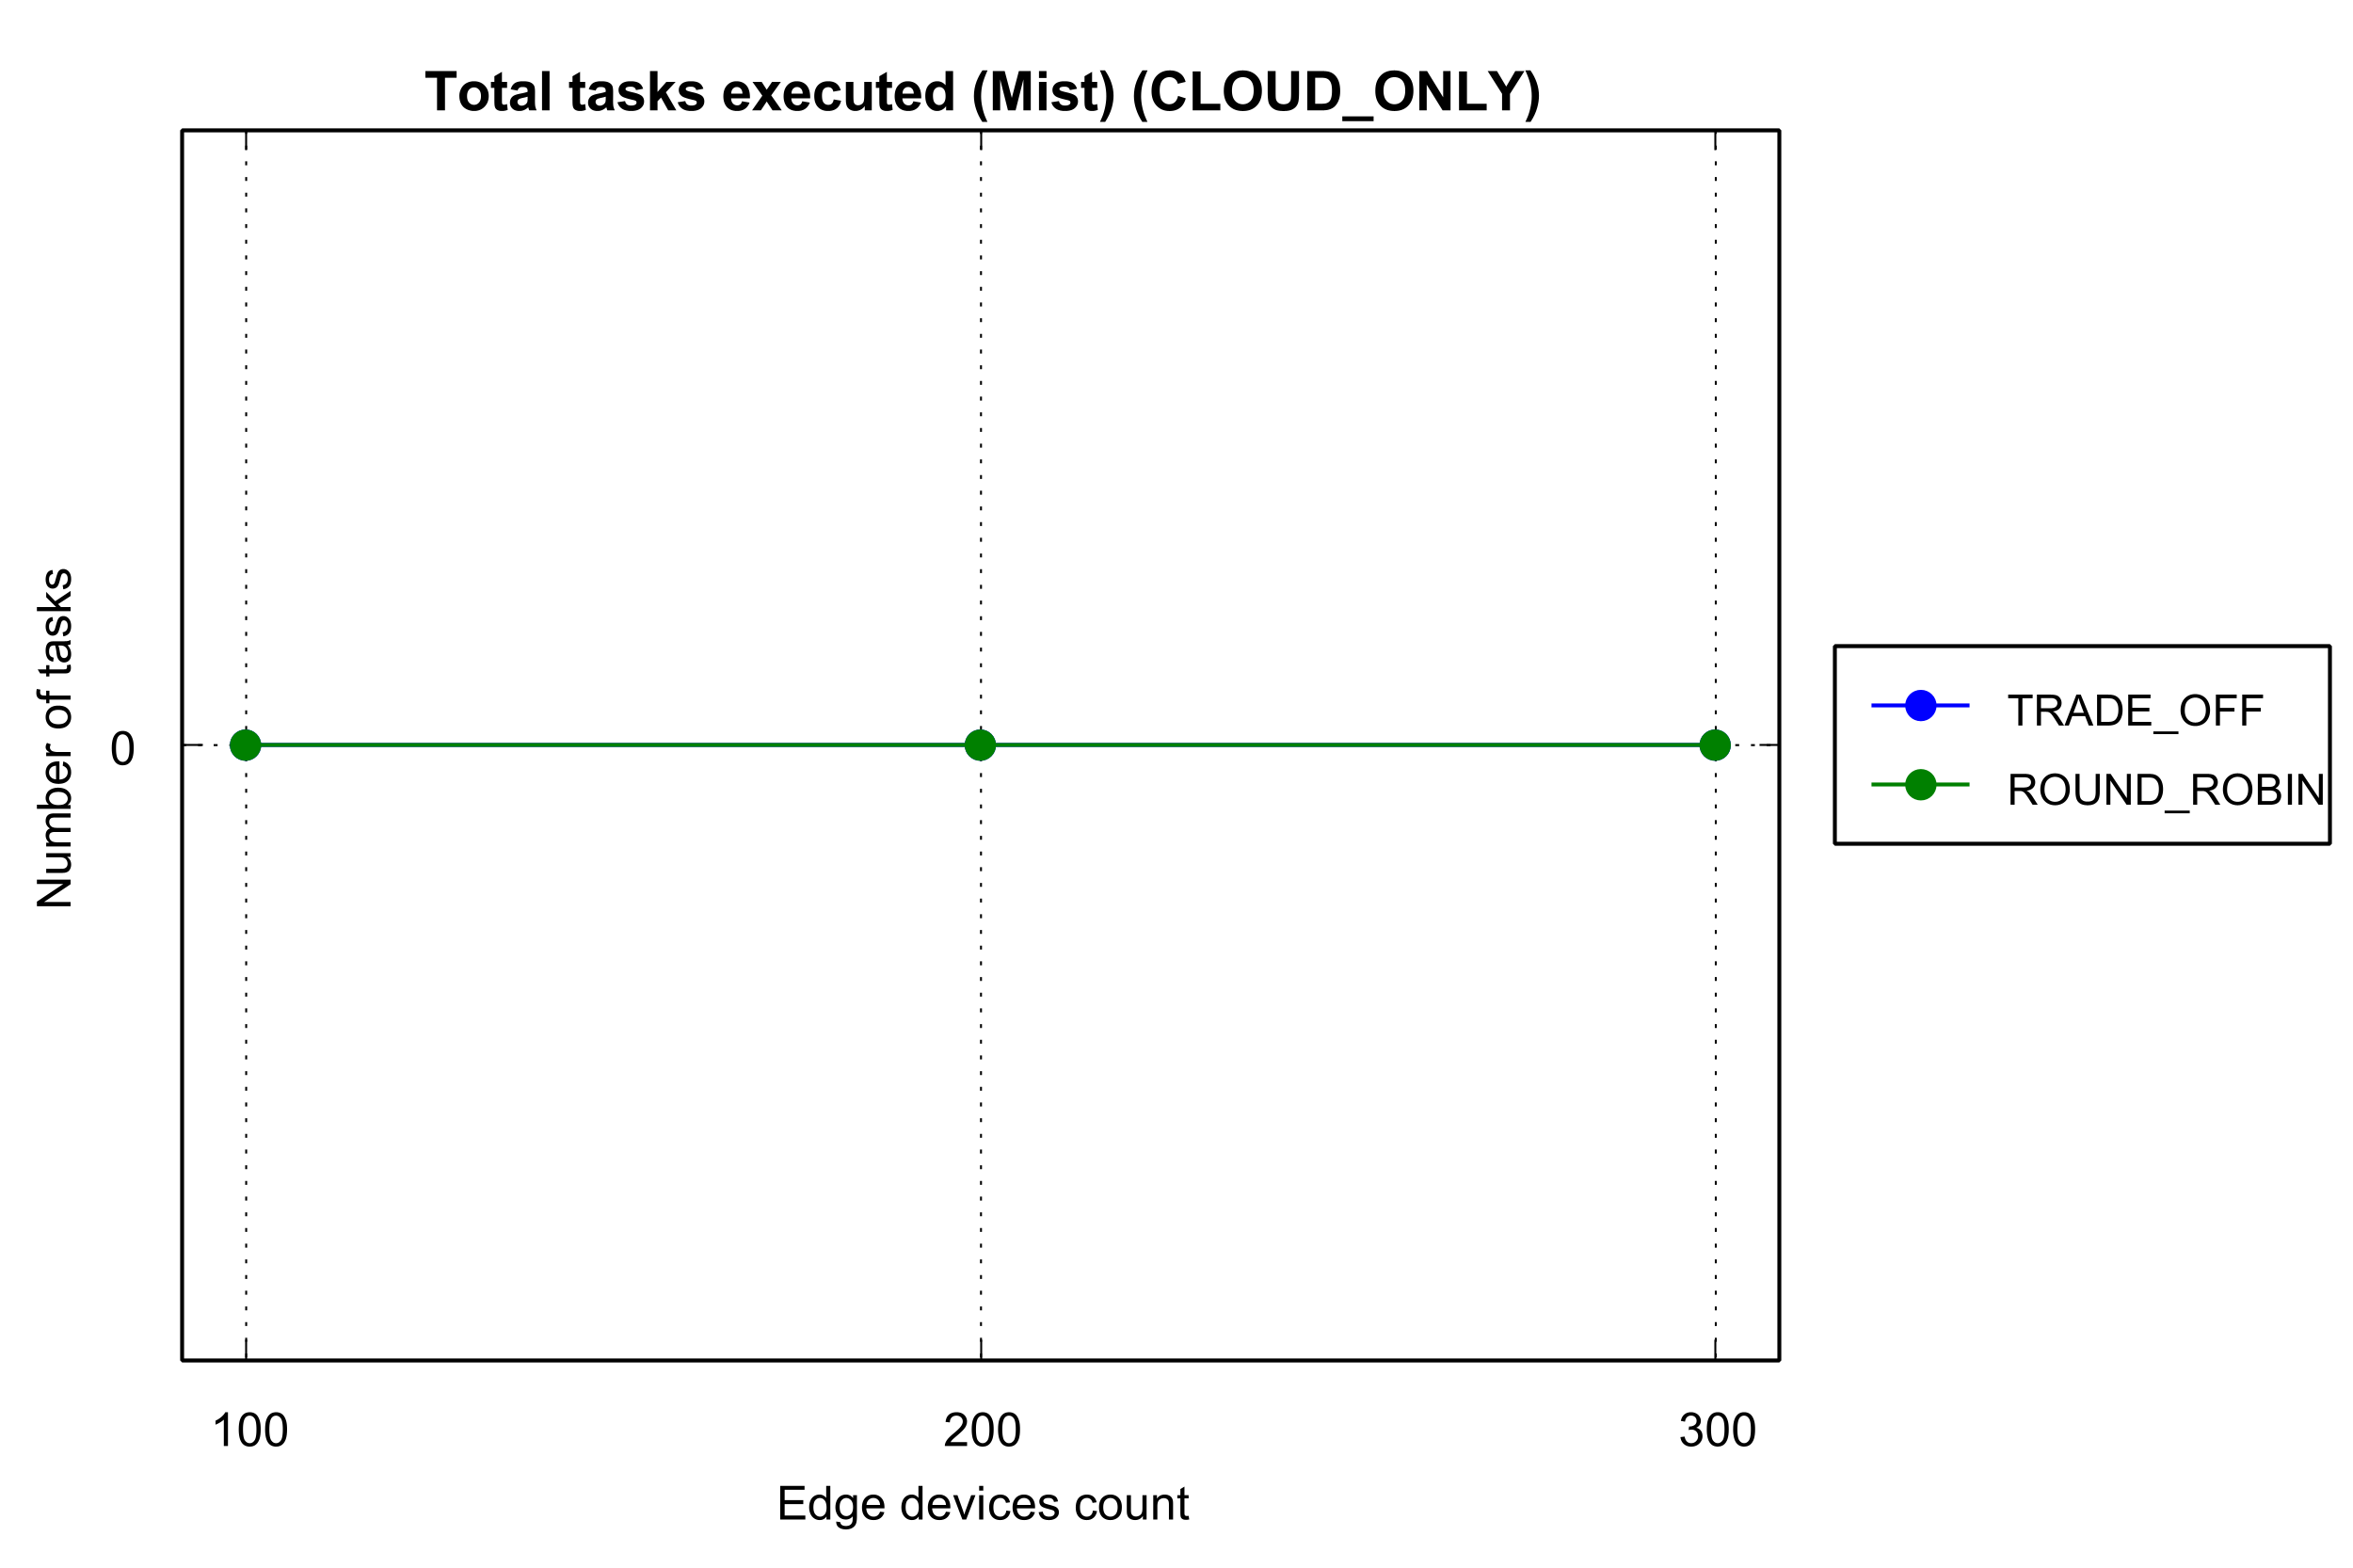 Total tasks executed (Mist) (CLOUD_ONLY)
Number of tasks
0
TRADE_OFF
ROUND_ROBIN
100 200 300
Edge devices count